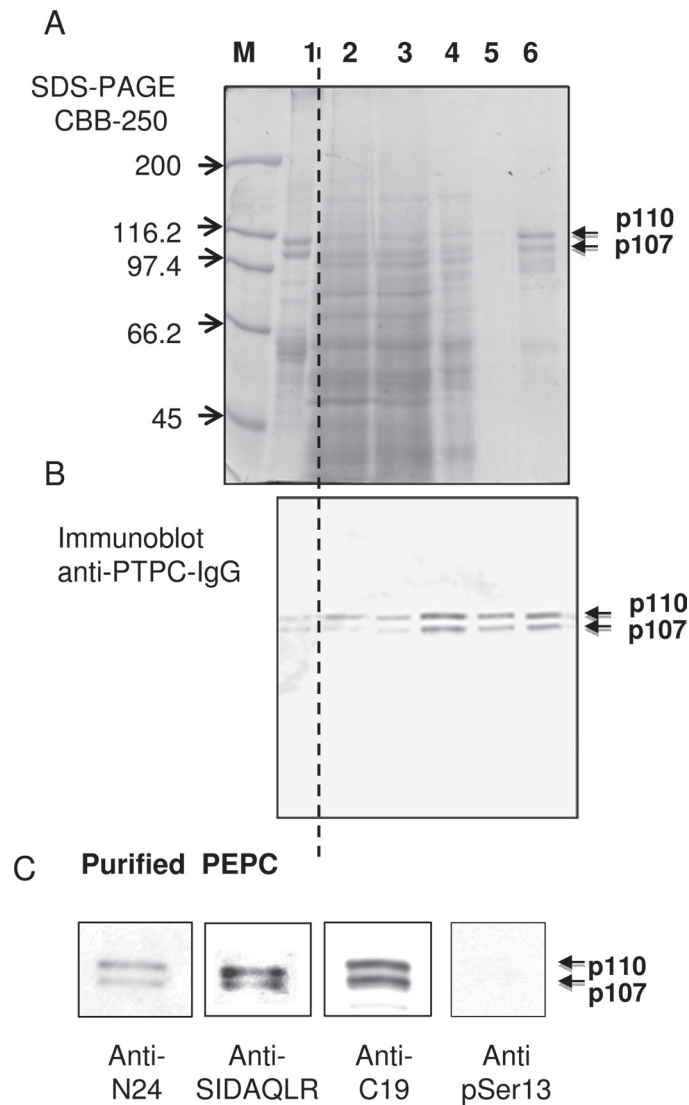 A
M 1 2 3 4 5 6
SDS-PAGE
CBB-250
200
116.2
97.4
66.2
45
p110
p107
B
Immunoblot
anti-PTPC-IgG
p110
p107
C
Purified PEPC
p110
p107
Anti-
N24
Anti-
SIDAQLR
Anti-
C19
Anti
pSer13